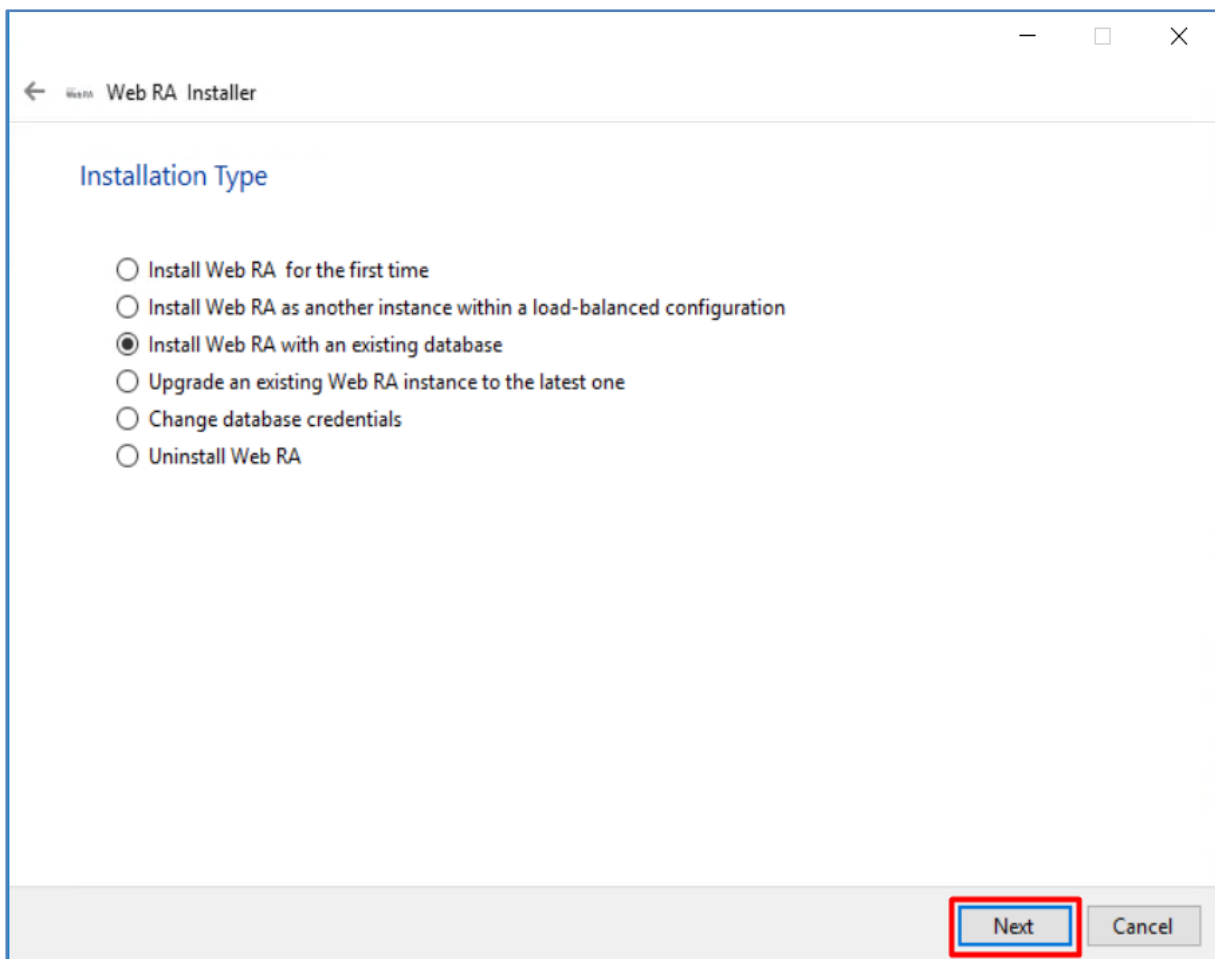 Web RA Installer
Installation Type
Install Web RA for the first time
Install Web RA as another instance within a load-balanced configuration
Install Web RA with an existing database
Upgrade an existing Web RA instance to the latest one
Change database credentials
Uninstall Web RA
Next
Cancel